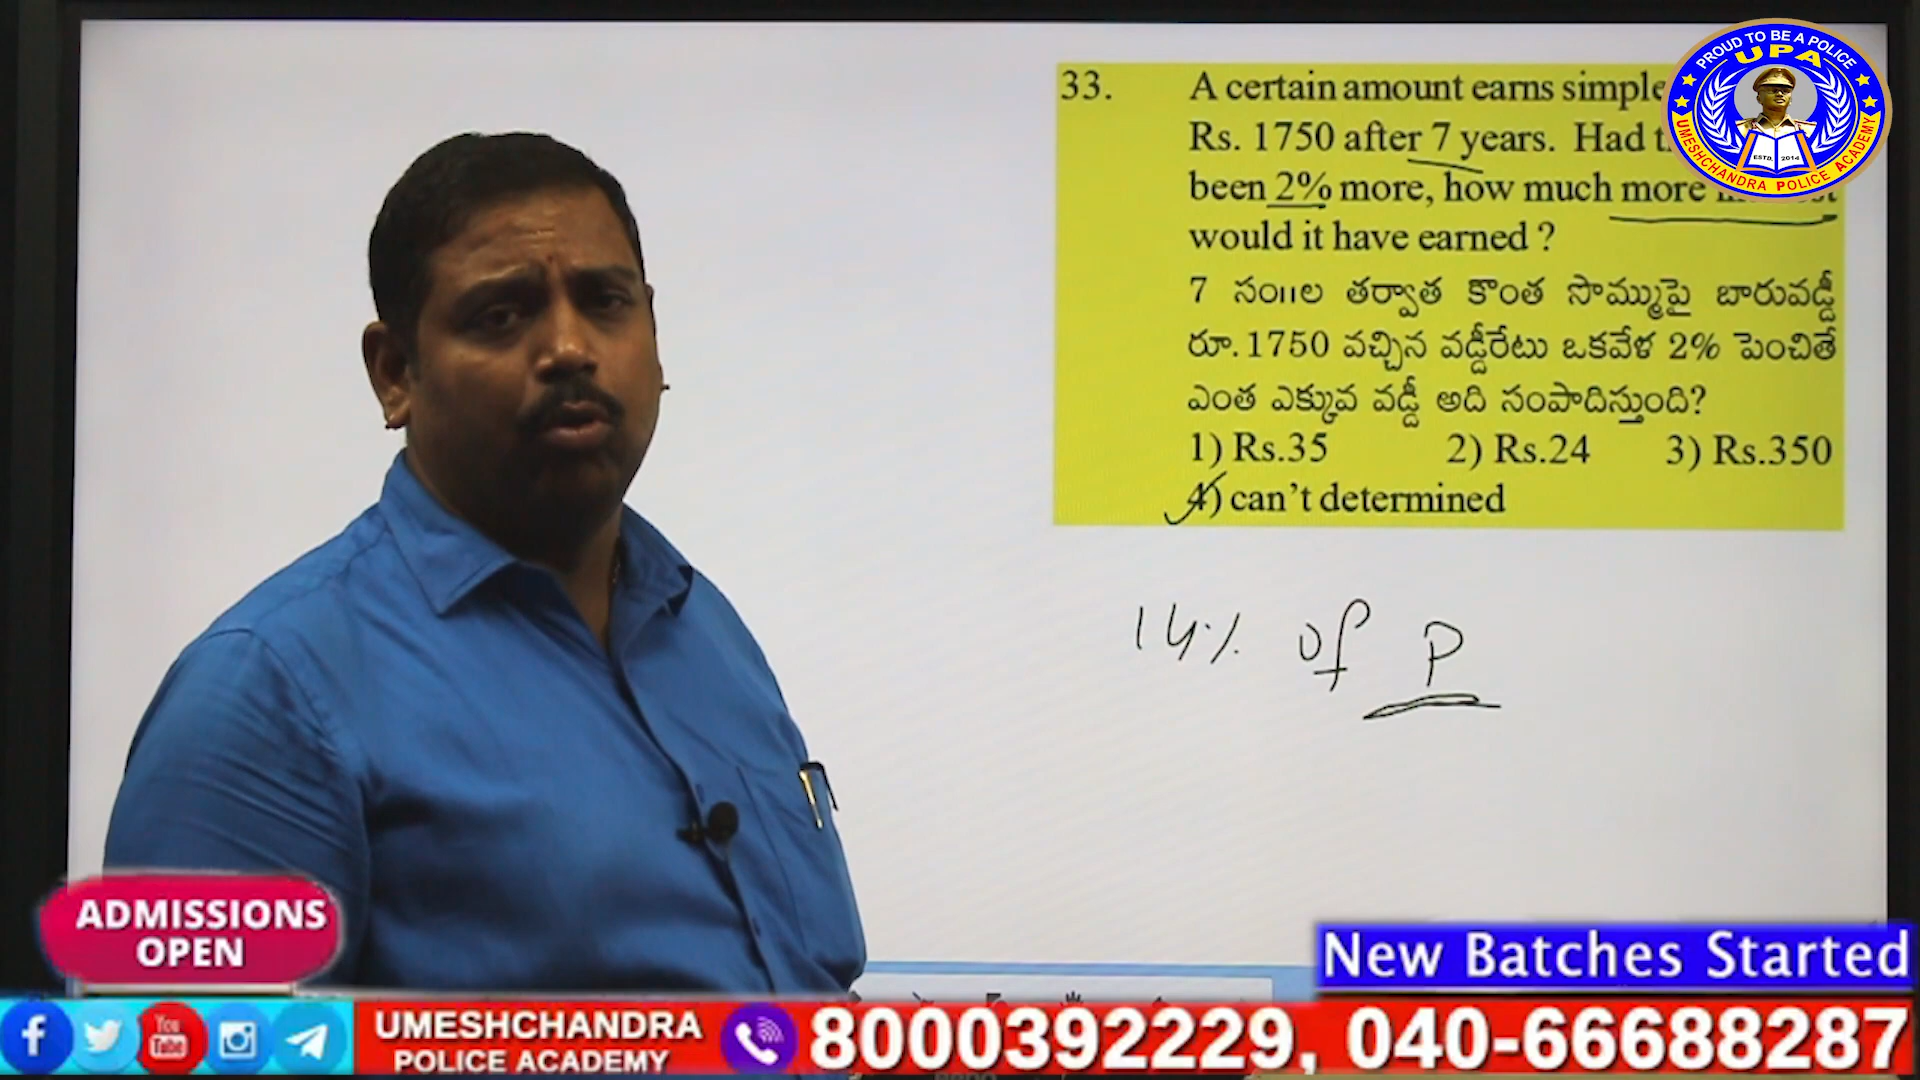 33. A certain amount earns simple
Rs. 1750 after 7 years. Had
been 2% more, how much more
would it have earned ?
7 సం॥ల తర్వాత కొంత సొమ్ముపై బారువడ్డీ
రూ.1750 వచ్చిన వడ్డీరేటు ఒకవేళ 2% పెంచితే
ఎంత ఎక్కువ వడ్డీ అది సంపాదిస్తుంది?
1) Rs.35 2) Rs.24 3) Rs.350
4) can't determined
14% of P
PROUD TO BE A POLICE
UPA
ESTD. 2014
UMESHCHANDRA POLICE ACADEMY
ADMISSIONS
OPEN
New Batches Started
You
Tube
UMESHCHANDRA
POLICE ACADEMY
8000392229, 040-66688287